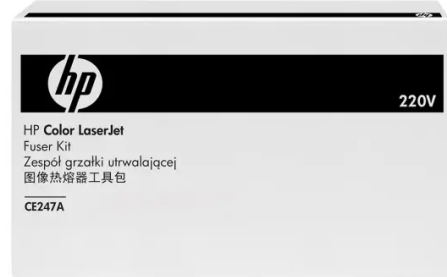 hp
220V
HP Color LaserJet
Fuser Kit
Zespół grzałki utrwalającej
图像热熔器工具包
CE247A